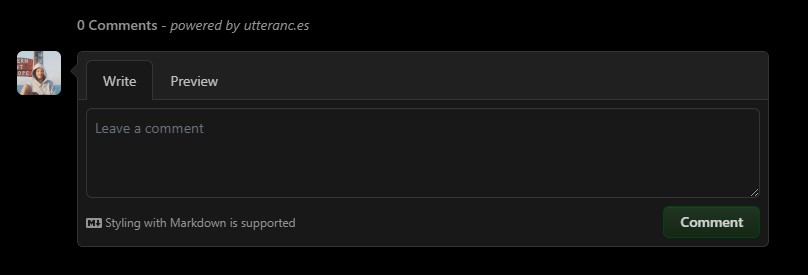 0 Comments - powered by utteranc.es
Write
Preview
Leave a comment
Styling with Markdown is supported
Comment